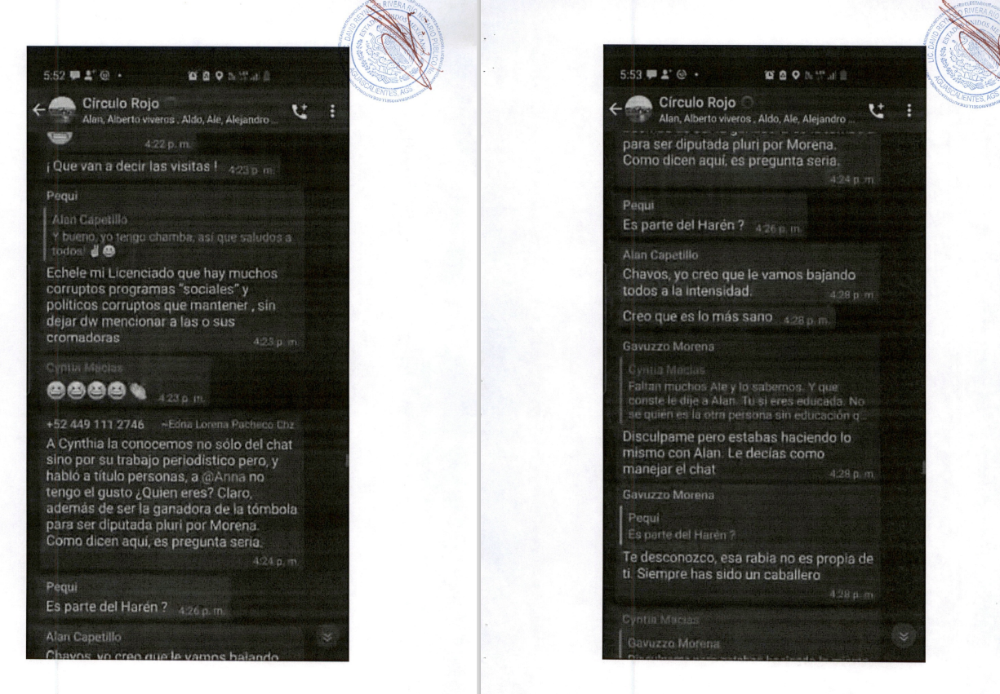 5:52
Círculo Rojo
Alan, Alberto viveros , Aldo, Ale, Alejandro ...
4:22 p. m.
¡ Que van a decir las visitas ! 4:23 p. m.
Pequi
Alan Capetillo
Y bueno, yo tengo chamba, así que saludos a
todos! ✌😁
Echele mi Licenciado que hay muchos
corruptos programas “sociales” y
políticos corruptos que mantener , sin
dejar dw mencionar a las o sus
cromadoras
4:23 p. m.
Cyntia Macias
4:23 p. m.
+52 449 111 2746 ~Edna Lorena Pacheco Chz
A Cynthia la conocemos no sólo del chat
sino por su trabajo periodístico pero, y
habló a título personas, a @Anna no
tengo el gusto ¿Quien eres? Claro,
además de ser la ganadora de la tómbola
para ser diputada pluri por Morena.
Como dicen aquí, es pregunta seria.
4:24 p. m.
Pequi
Es parte del Harén ? 4:26 p. m.
Alan Capetillo
Chavos, yo creo que le vamos bajando
5:53
Círculo Rojo
Alan, Alberto viveros , Aldo, Ale, Alejandro ...
para ser diputada pluri por Morena.
Como dicen aquí, es pregunta seria.
4:24 p. m.
Pequi
Es parte del Harén ? 4:26 p. m.
Alan Capetillo
Chavos, yo creo que le vamos bajando
todos a la intensidad. 4:28 p. m.
Creo que es lo más sano 4:28 p. m.
Gavuzzo Morena
Cyntia Macias
Faltan muchos Ale y lo sabemos. Y que
conste le dije a Alan. Tu si eres educada. No
se quien es la otra persona sin educación q...
Disculpame pero estabas haciendo lo
mismo con Alan. Le decías como
manejar el chat 4:28 p. m.
Gavuzzo Morena
Pequi
Es parte del Harén ?
Te desconozco, esa rabia no es propia de
ti. Siempre has sido un caballero
4:28 p. m.
Cyntia Macias
Gavuzzo Morena
AGUASCALIENTES, AGS